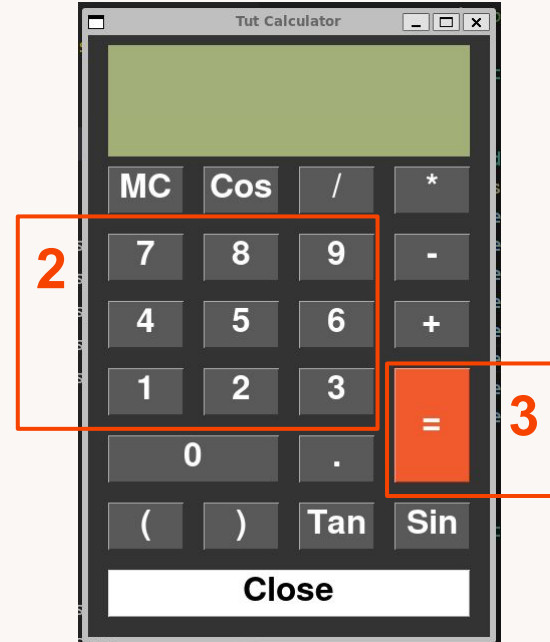 Tut Calculator
MC Cos / *
2
7 8 9 -
4 5 6 +
1 2 3 =
3
0 .
( ) Tan Sin
Close